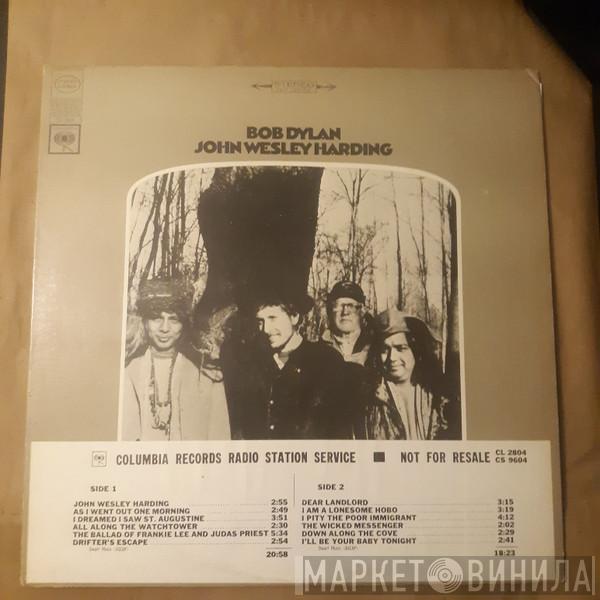 STEREO
BOB DYLAN
JOHN WESLEY HARDING
COLUMBIA RECORDS RADIO STATION SERVICE ■ NOT FOR RESALE CL 2804
CS 9604
SIDE 1
JOHN WESLEY HARDING 2:55
AS I WENT OUT ONE MORNING 2:49
I DREAMED I SAW ST. AUGUSTINE 3:51
ALL ALONG THE WATCHTOWER 2:30
THE BALLAD OF FRANKIE LEE AND JUDAS PRIEST 5:34
DRIFTER'S ESCAPE 2:54
20:58
SIDE 2
DEAR LANDLORD 3:15
I AM A LONESOME HOBO 3:19
I PITY THE POOR IMMIGRANT 4:12
THE WICKED MESSENGER 2:02
DOWN ALONG THE COVE 2:29
I'LL BE YOUR BABY TONIGHT 2:41
18:23
МАРКЕТ ВИНИЛА